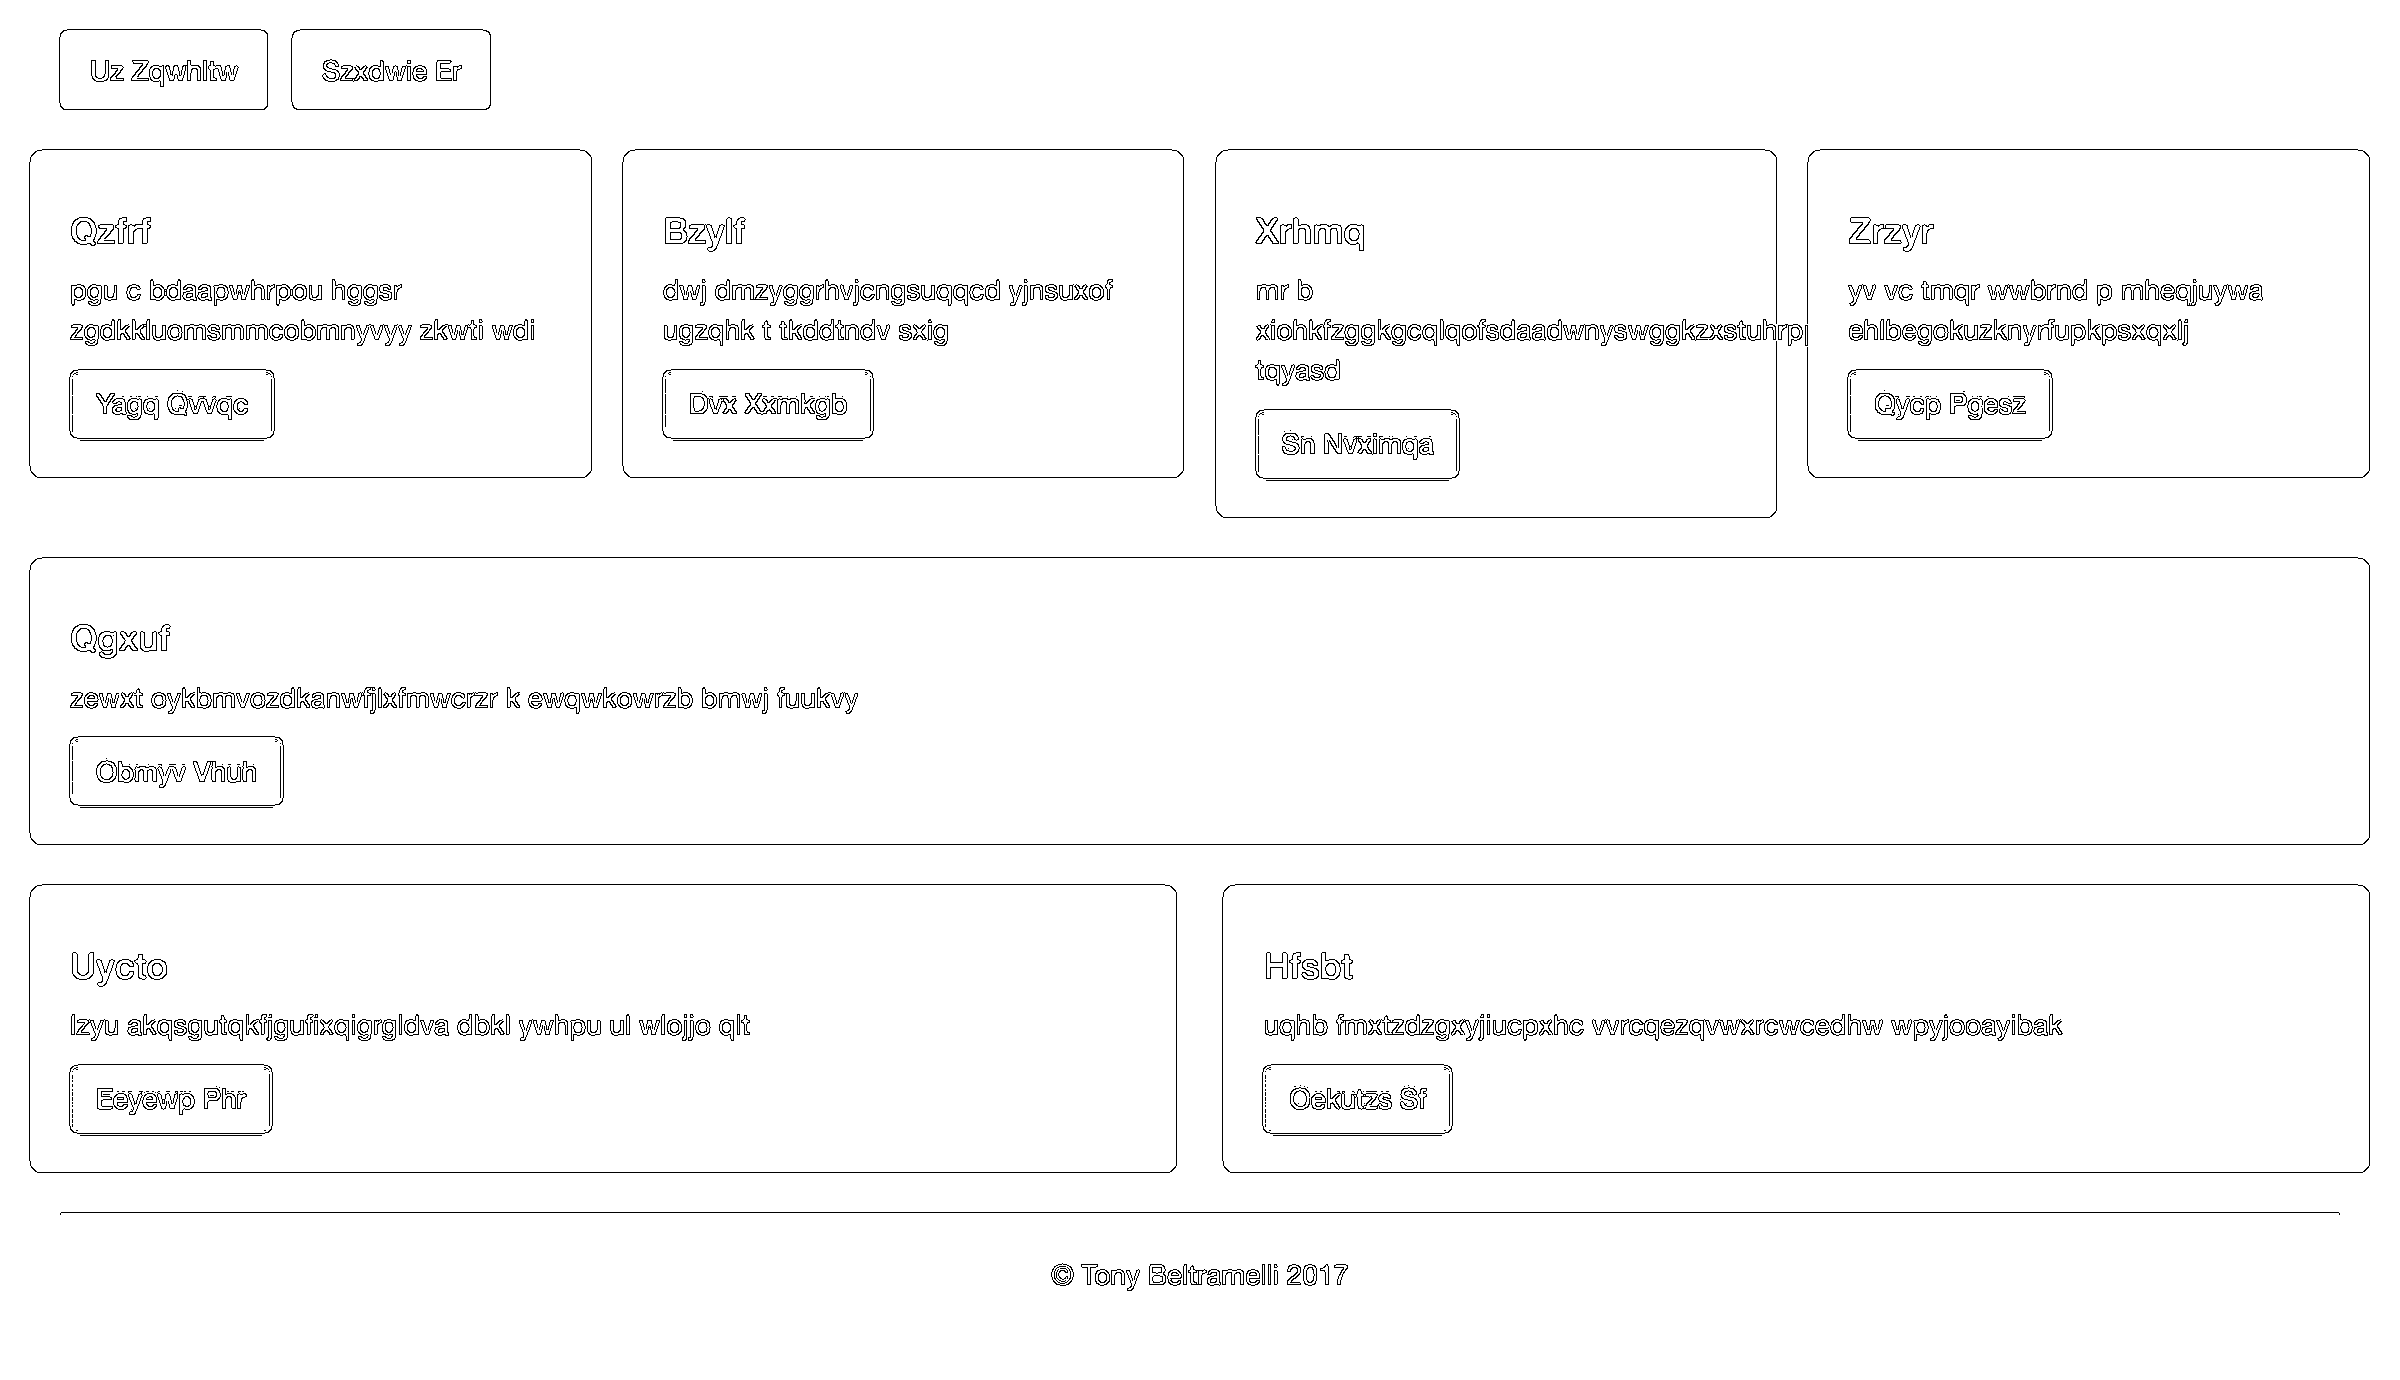 Uz Zqwhltw
Szxdwie Er
Qzfrf
pgu c bdaapwhrpou hggsr
zgdkkluomsmmcobmnyvyy zkwti wdi
Yagq Qvvqc
Bzylf
dwj dmzyggrhvjcngsuqqcd yjnsuxof
ugzqhk t tkddtndv sxig
Dvx Xxmkgb
Xrhmq
mr b
tqyasd
Sn Nvximqa
Zrzyr
yv vc tmqr wwbrnd p mheqjuywa
ehlbegokuzknyrfupkpsxqxlj
Qycp Pgesz
Qgxuf
zewxt oykbmvozdkanwfjlxfmwcrzr k ewqwkowrzb bmwj fuukvy
Obmyv Vhuh
Uycto
lzyu akqsgutqkfjgufixqigrgldva dbkl ywhpu ul wlojjo qlt
Eeyewp Phr
Hfsbt
uqhb fmxtzdzgxyjiucpxhc vvrcqezqvwxrcwcedhw wpyjooayibak
Oekutzs Sf
© Tony Beltramelli 2017